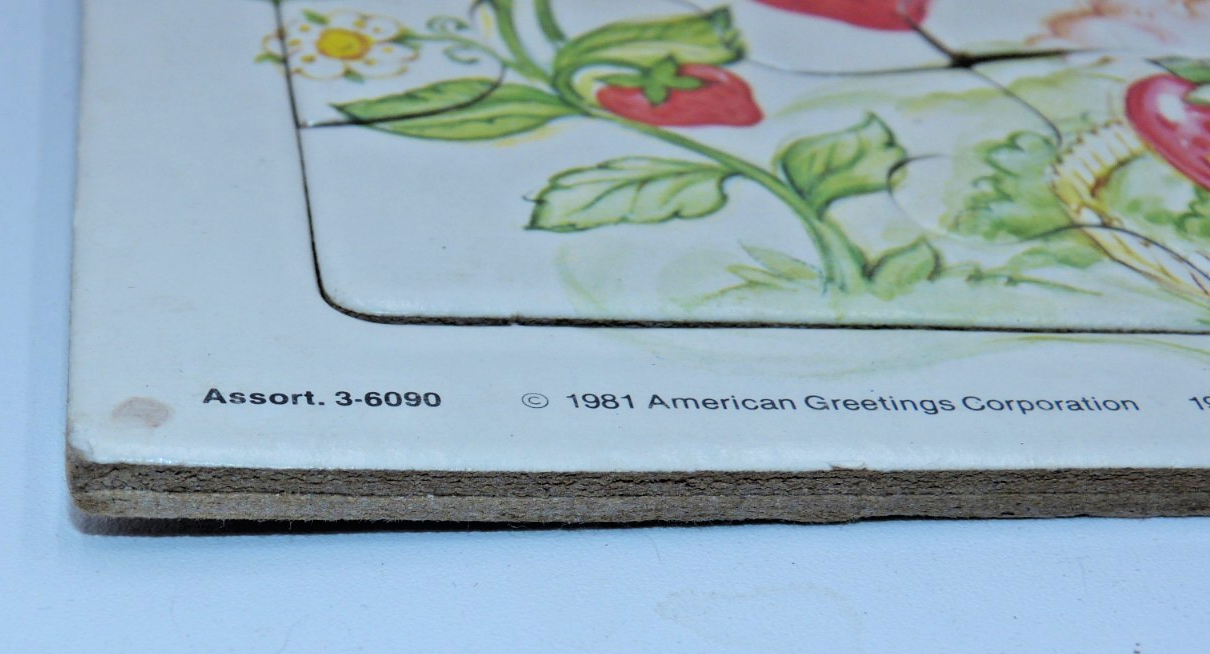 Assort. 3-6090 © 1981 American Greetings Corporation